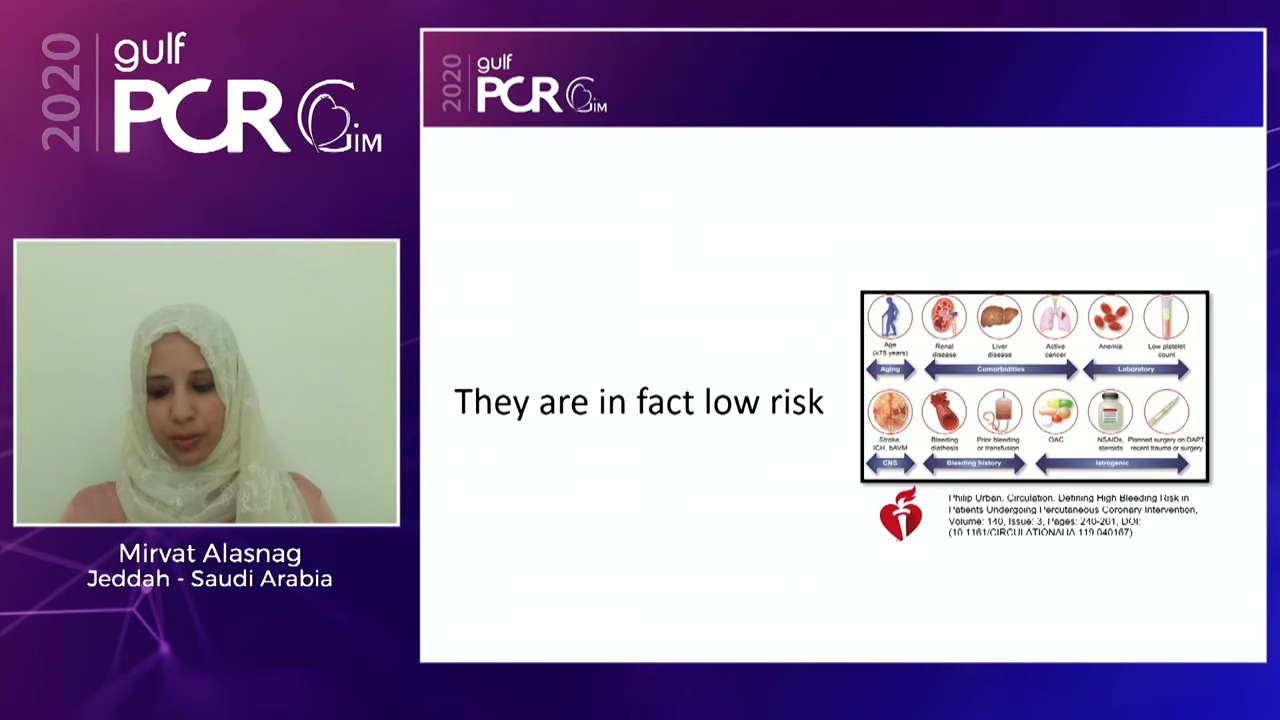 2020
gulf
PCR GIM
Mirvat Alasnag
Jeddah - Saudi Arabia
2020
gulf
PCR GIM
They are in fact low risk
Age
(≥75 years)
Renal
disease
Liver
disease
Active
cancer
Anemia
Low platelet
count
Aging
Comorbidities
Laboratory
Stroke,
ICH, bAVM
Bleeding
diathesis
Prior bleeding
or transfusion
OAC
NSAIDs,
steroids
Planned surgery on DAPT,
recent trauma or surgery
CNS
Bleeding history
Iatrogenic
Philip Urban. Circulation. Defining High Bleeding Risk in
Patients Undergoing Percutaneous Coronary Intervention,
Volume: 140, Issue: 3, Pages: 240-261, DOI:
(10.1161/CIRCULATIONAHA.119.040167)